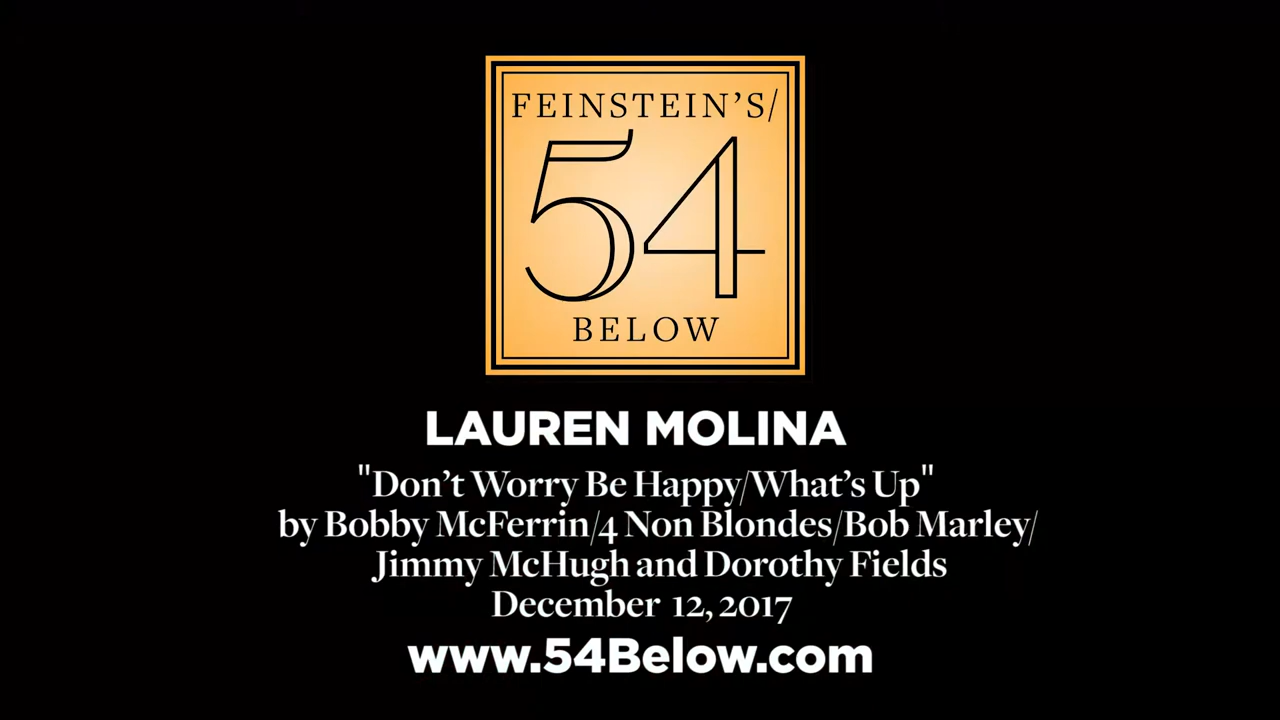 FEINSTEIN'S/
54
BELOW
LAUREN MOLINA
"Don't Worry Be Happy/What's Up"
by Bobby McFerrin/4 Non Blondes/Bob Marley/
Jimmy McHugh and Dorothy Fields
December 12, 2017
www.54Below.com